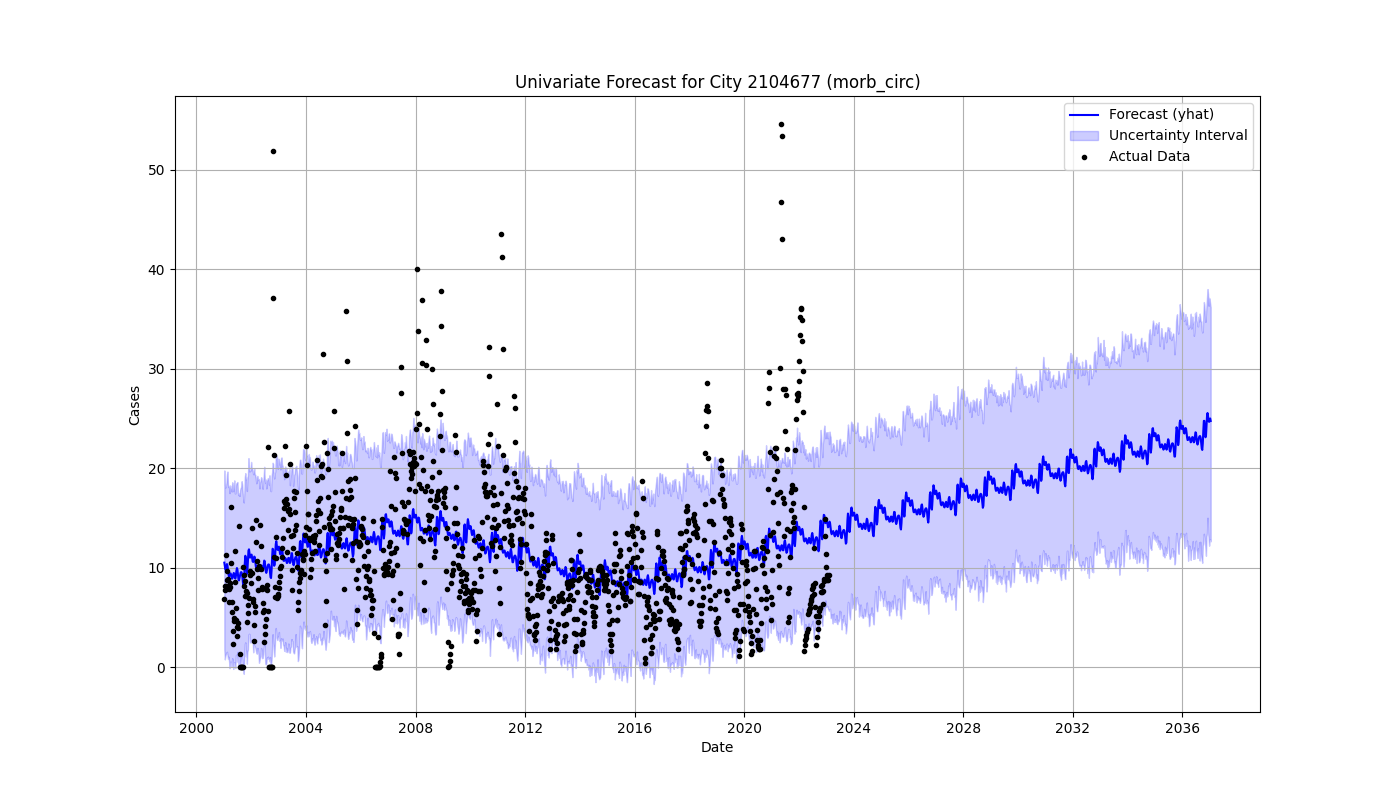 Univariate Forecast for City 2104677 (morb_circ)
Forecast (yhat)
Uncertainty Interval
Actual Data
50
40
30
20
10
0
Cases
2000 2004 2008 2012 2016 2020 2024 2028 2032 2036
Date